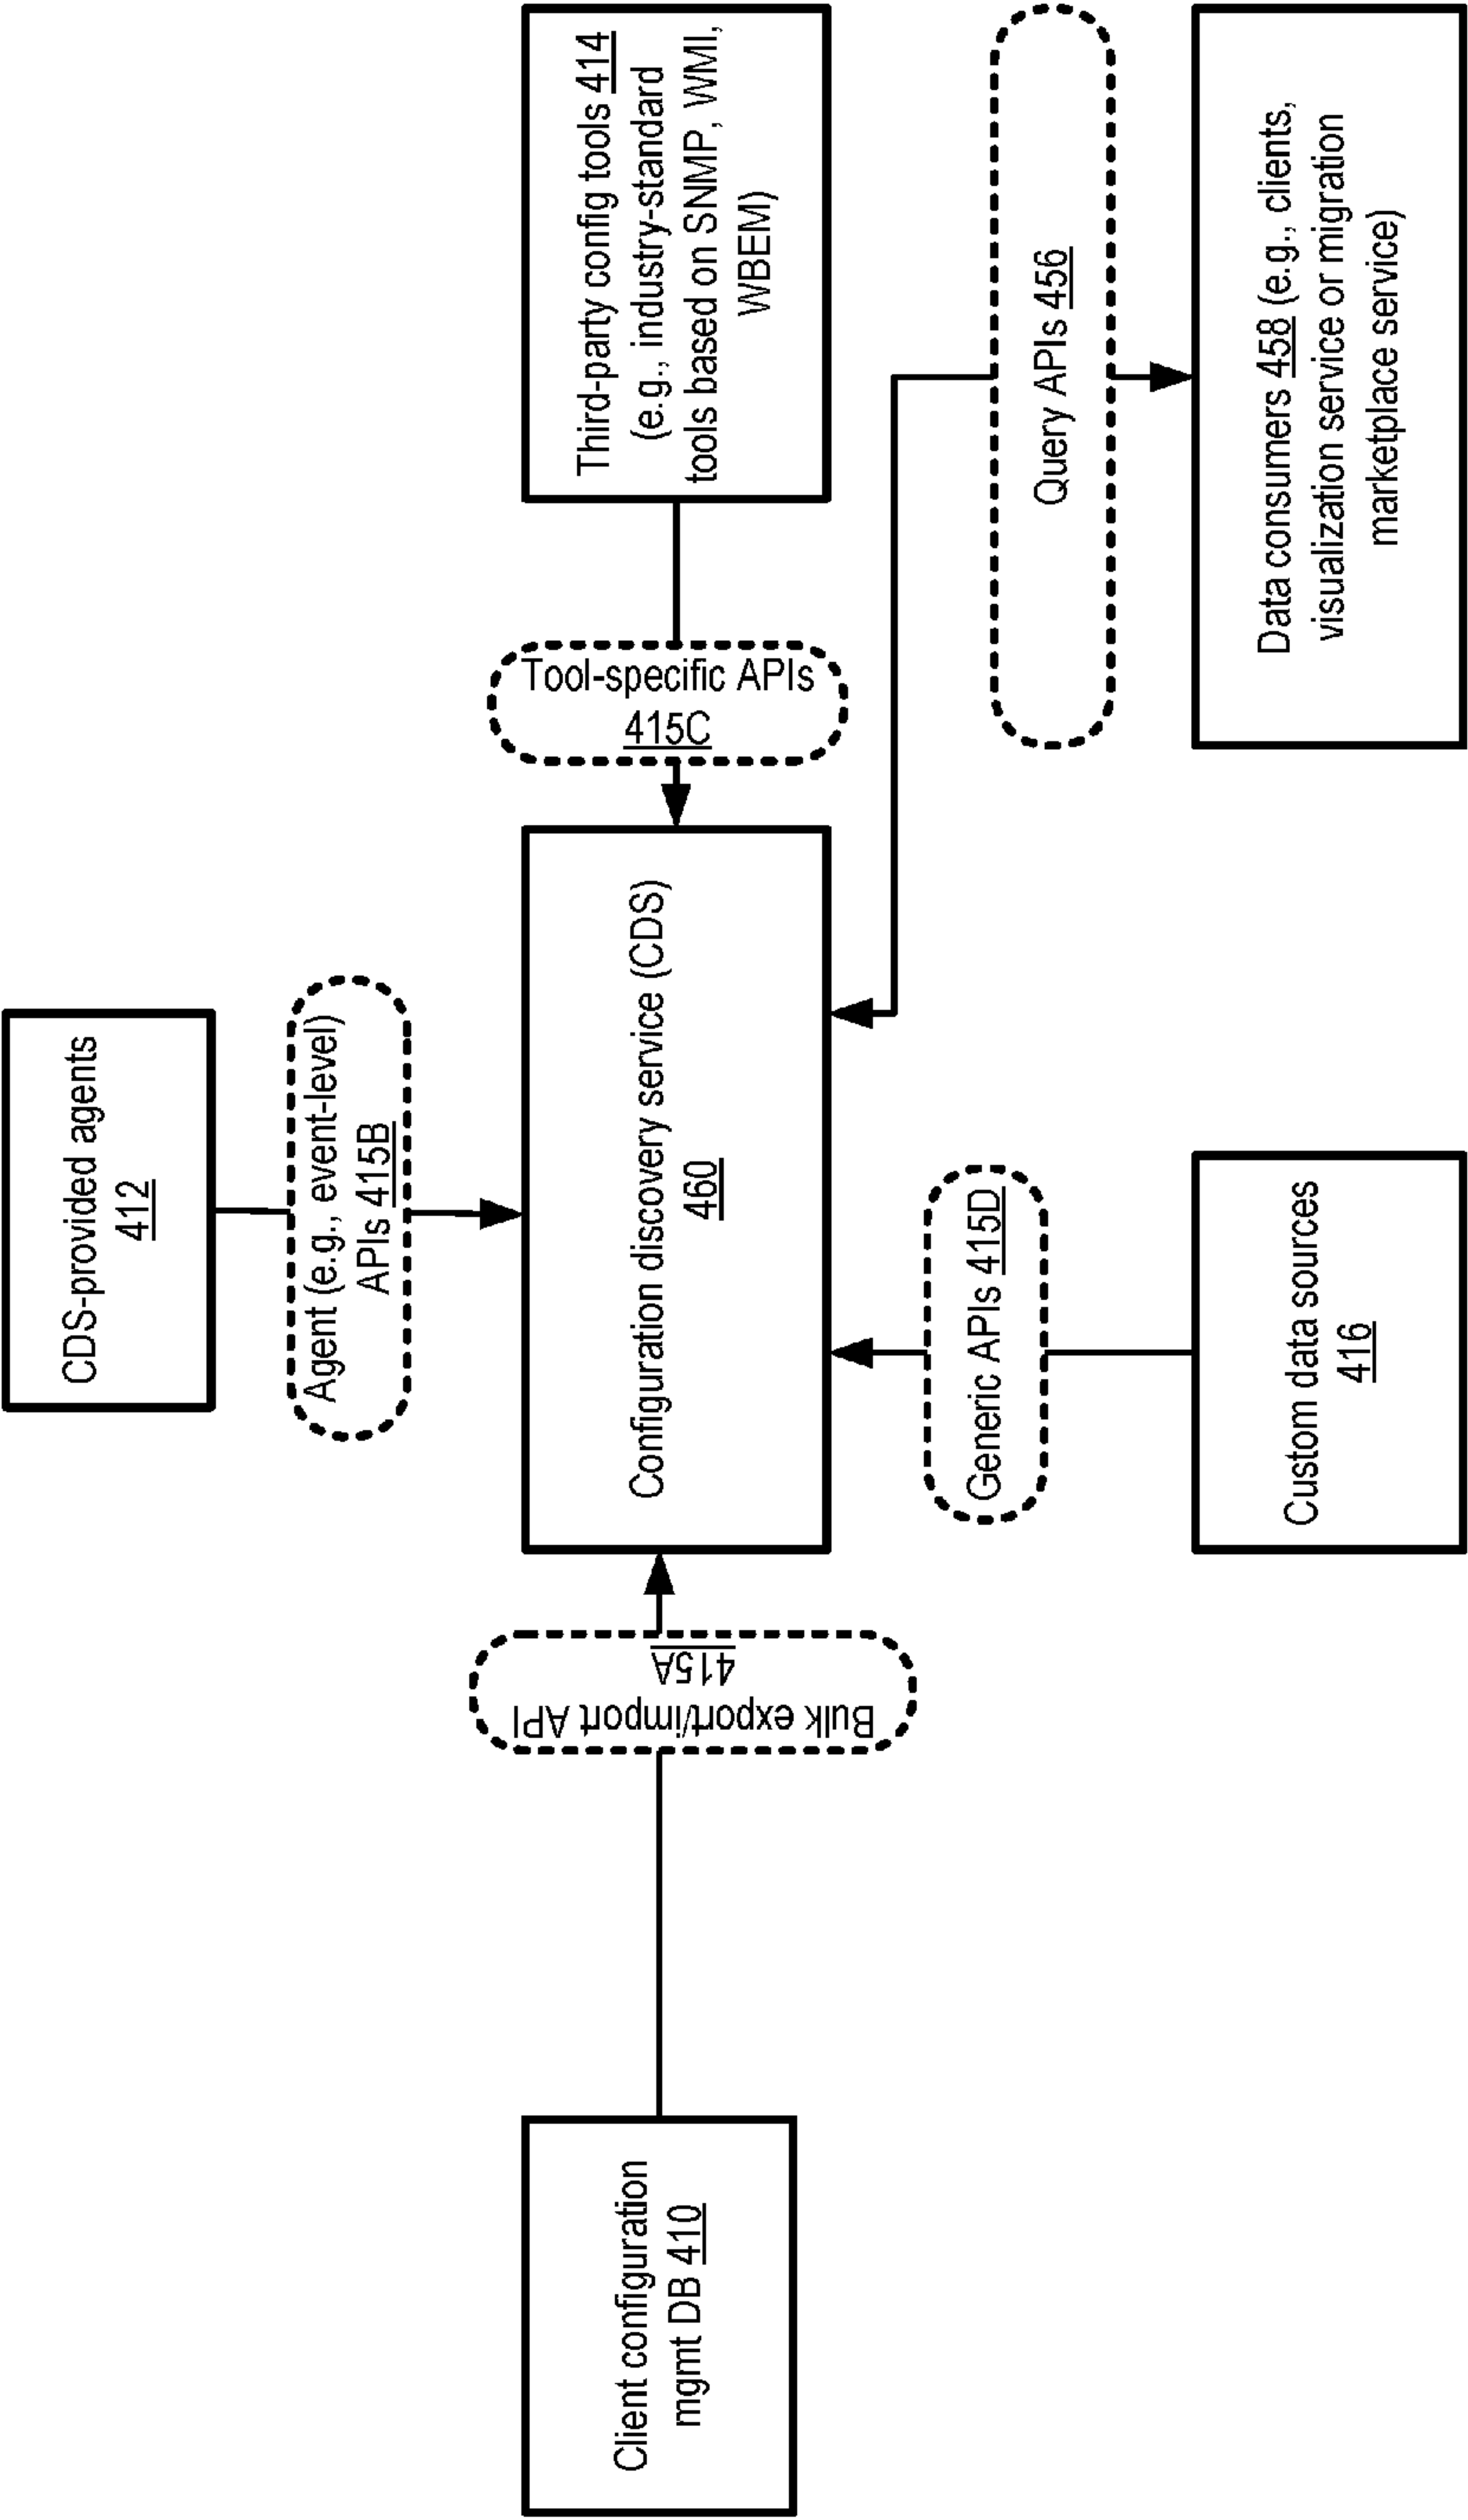 CDS-provided agents
412
Agent (e.g., event-level)
APIs 415B
Client configuration
mgmt DB 410
Bulk export/import API
415A
Configuration discovery service (CDS)
460
Tool-specific APIs
415C
Third-party config tools 414
(e.g., industry-standard
tools based on SNMP, WMI,
WBEM)
Generic APIs 415D
Custom data sources
416
Query APIs 456
Data consumers 458 (e.g., clients,
visualization service or migration
marketplace service)